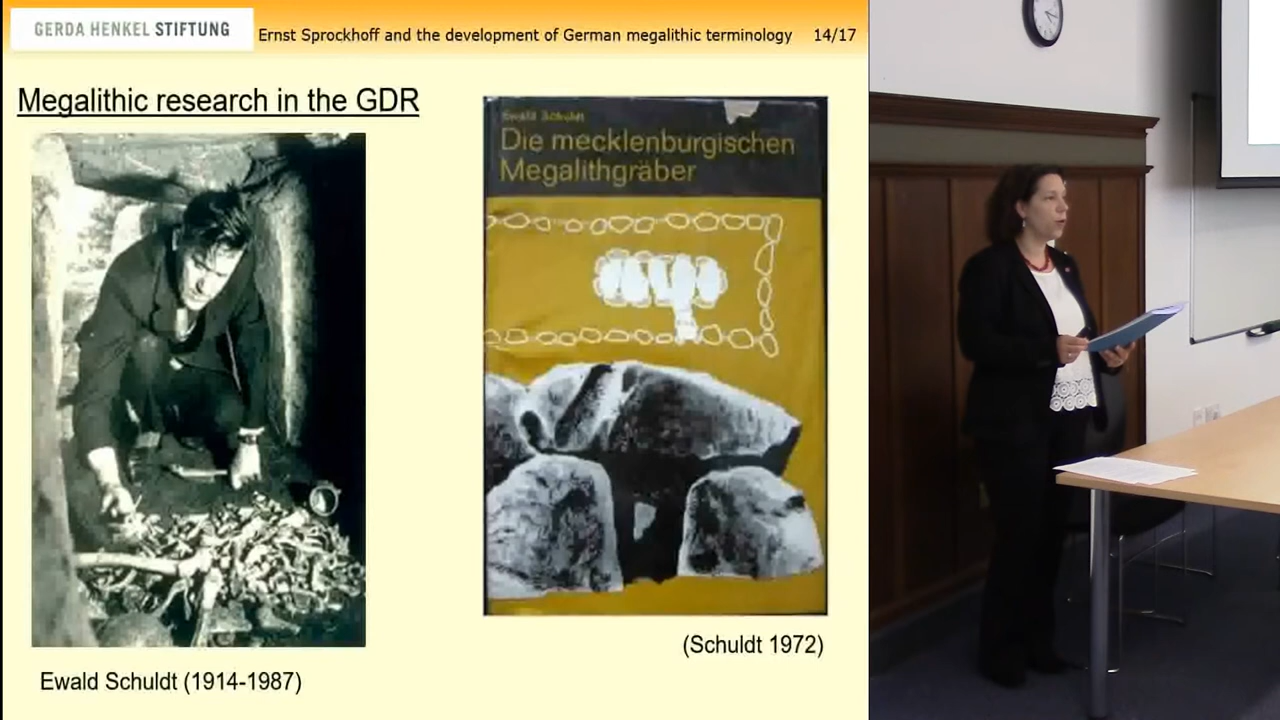 GERDA HENKEL STIFTUNG
Ernst Sprockhoff and the development of German megalithic terminology 14/17
Megalithic research in the GDR
Ewald Schuldt
Die mecklenburgischen
Megalithgräber
(Schuldt 1972)
Ewald Schuldt (1914-1987)